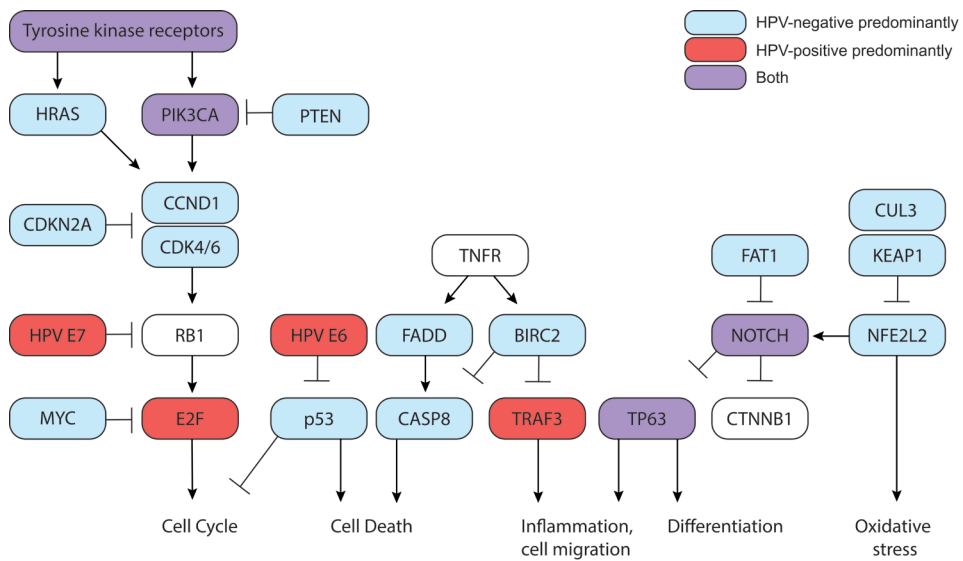 Tyrosine kinase receptors
HPV-negative predominantly
HPV-positive predominantly
Both
HRAS
PIK3CA
PTEN
CCND1
CDKN2A
CDK4/6
CUL3
TNFR
FAT1
KEAP1
HPV E7
RB1
HPV E6
FADD
BIRC2
NOTCH
NFE2L2
MYC
E2F
p53
CASP8
TRAF3
TP63
CTNNB1
Cell Cycle
Cell Death
Inflammation,
cell migration
Differentiation
Oxidative
stress